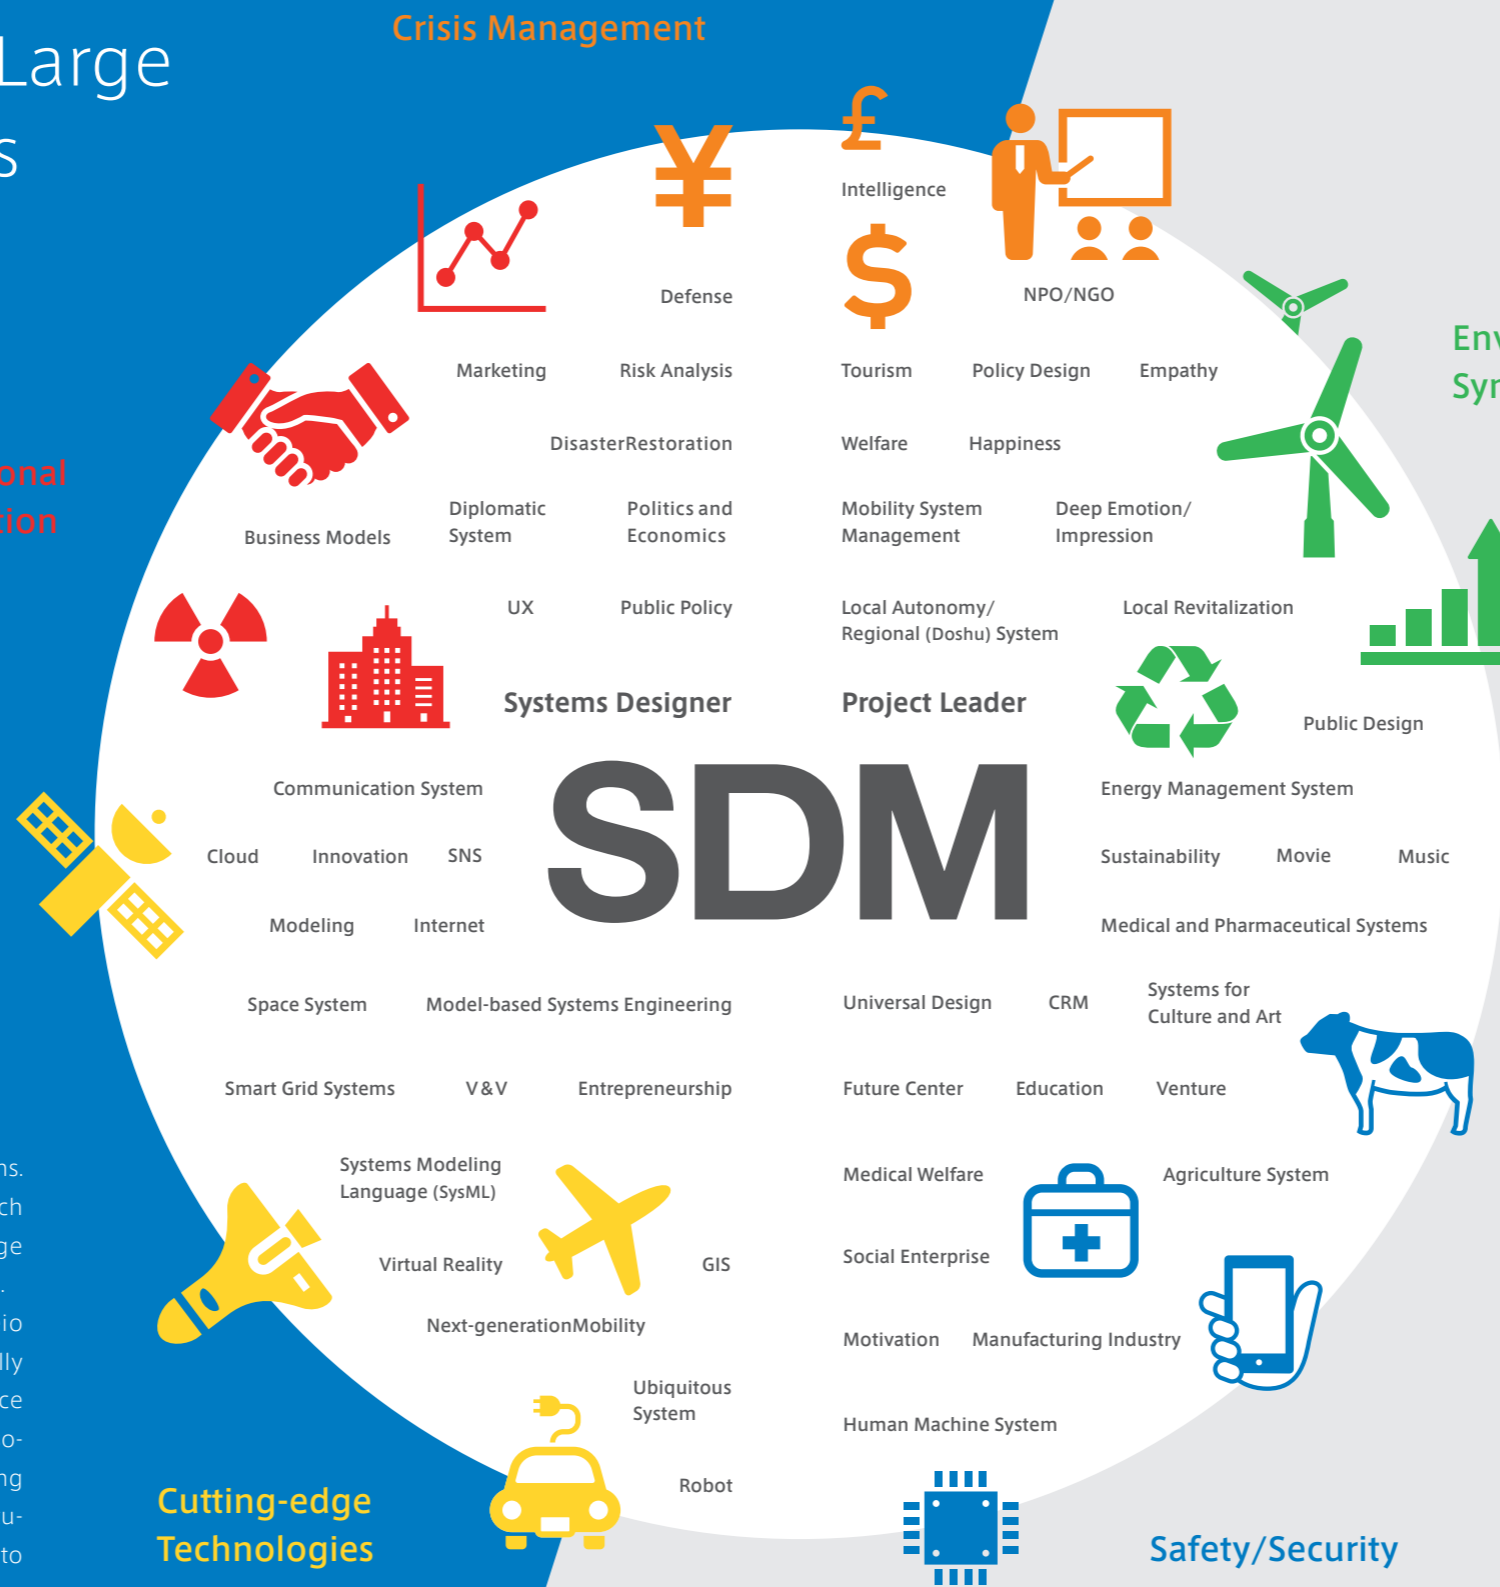 Crisis Management
Large
s
¥
£
Intelligence
$
Defense
NPO/NGO
Marketing
Risk Analysis
Tourism
Policy Design
Empathy
DisasterRestoration
Welfare
Happiness
Diplomatic
System
Politics and
Economics
Mobility System
Management
Deep Emotion/
Impression
Business Models
UX
Public Policy
Local Autonomy/
Regional (Doshu) System
Local Revitalization
Systems Designer
Project Leader
Public Design
SDM
Communication System
Energy Management System
Cloud
Innovation
SNS
Sustainability
Movie
Music
Modeling
Internet
Medical and Pharmaceutical Systems
Space System
Model-based Systems Engineering
Universal Design
CRM
Systems for
Culture and Art
Smart Grid Systems
V&V
Entrepreneurship
Future Center
Education
Venture
Systems Modeling
Language (SysML)
Medical Welfare
Agriculture System
Virtual Reality
GIS
Social Enterprise
Next-generationMobility
Motivation
Manufacturing Industry
Ubiquitous
System
Human Machine System
Robot
Cutting-edge
Technologies
Safety/Security
to